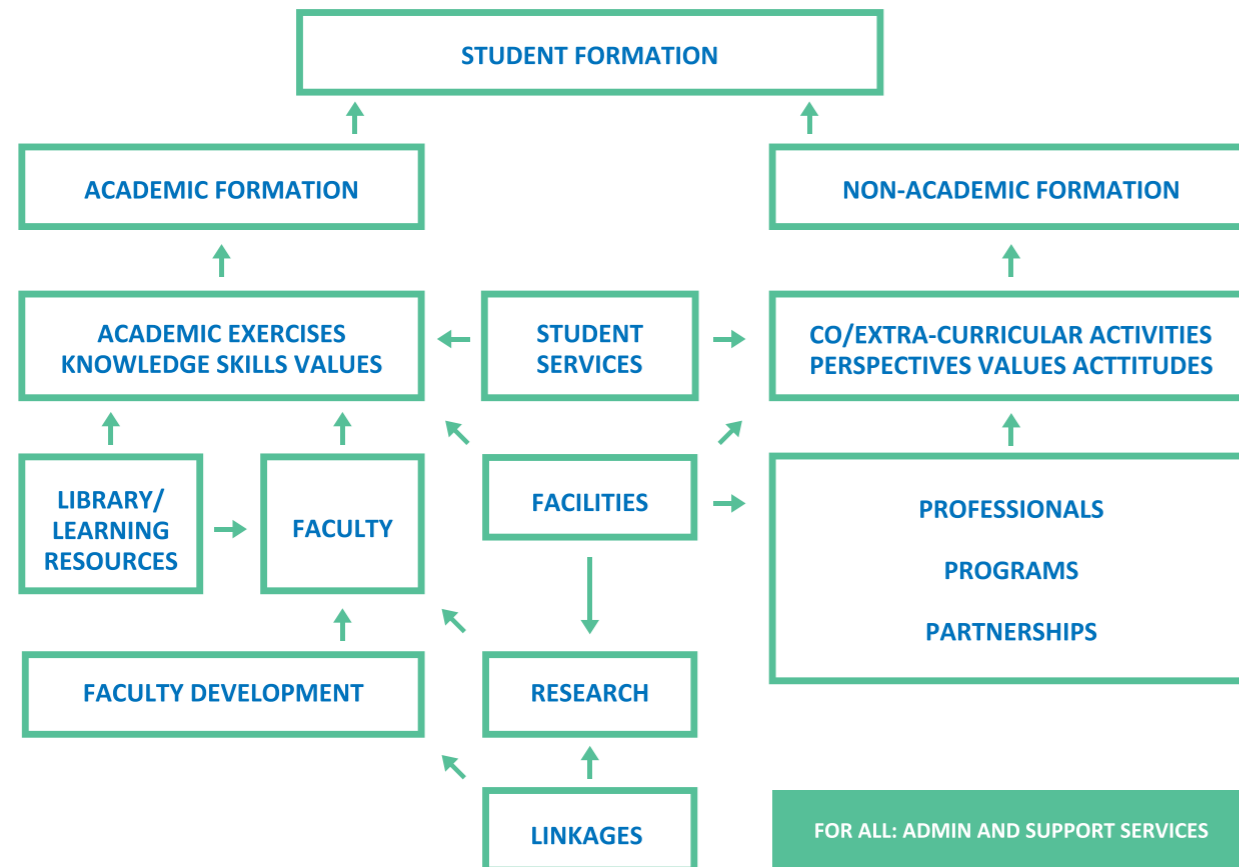 STUDENT FORMATION
ACADEMIC FORMATION
NON-ACADEMIC FORMATION
ACADEMIC EXERCISES
KNOWLEDGE SKILLS VALUES
STUDENT
SERVICES
CO/EXTRA-CURRICULAR ACTIVITIES
PERSPECTIVES VALUES ACTTITUDES
LIBRARY/
LEARNING
RESOURCES
FACULTY
FACILITIES
PROFESSIONALS
PROGRAMS
PARTNERSHIPS
FACULTY DEVELOPMENT
RESEARCH
LINKAGES
FOR ALL: ADMIN AND SUPPORT SERVICES